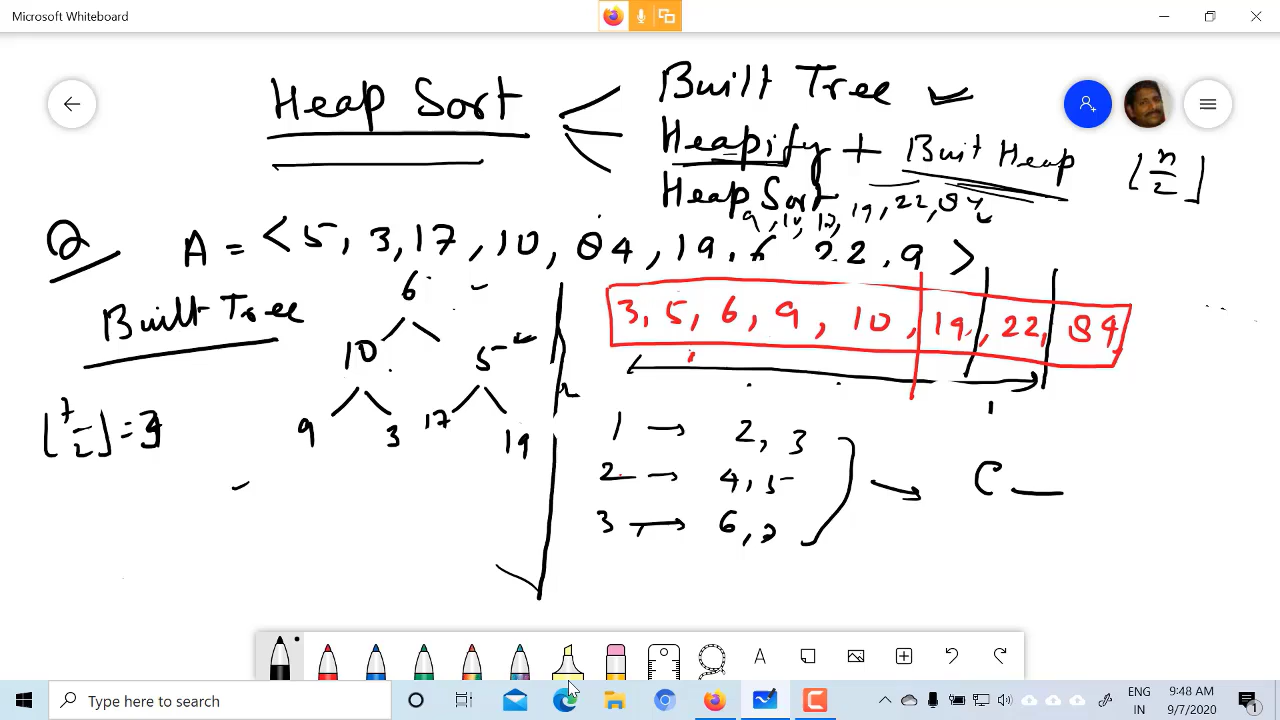 Microsoft Whiteboard
Heap Sort
Built Tree
Heapify + Buit Heap
⌊n/2⌋
Heap Sort
19, 22, 84
Q
A = <5, 3, 17, 10, 84, 19, 6 22, 9>
Built Tree
6
10 5
9 3 17 19
⌊7/2⌋ = 3
3, 5, 6, 9, 10, 19, 22, 84
1 → 2, 3
2 → 4, 5
3 → 6, 7
C
A
Type here to search
ENG
IN
9:48 AM
9/7/2020
1